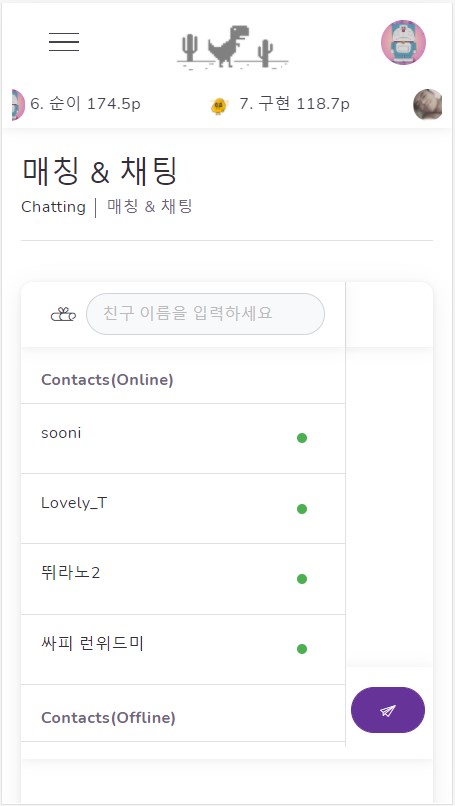 6. 순이 174.5p 7. 구현 118.7p
매칭 & 채팅
Chatting | 매칭 & 채팅
친구 이름을 입력하세요
Contacts(Online)
sooni
Lovely_T
뛰라노2
싸피 런위드미
Contacts(Offline)